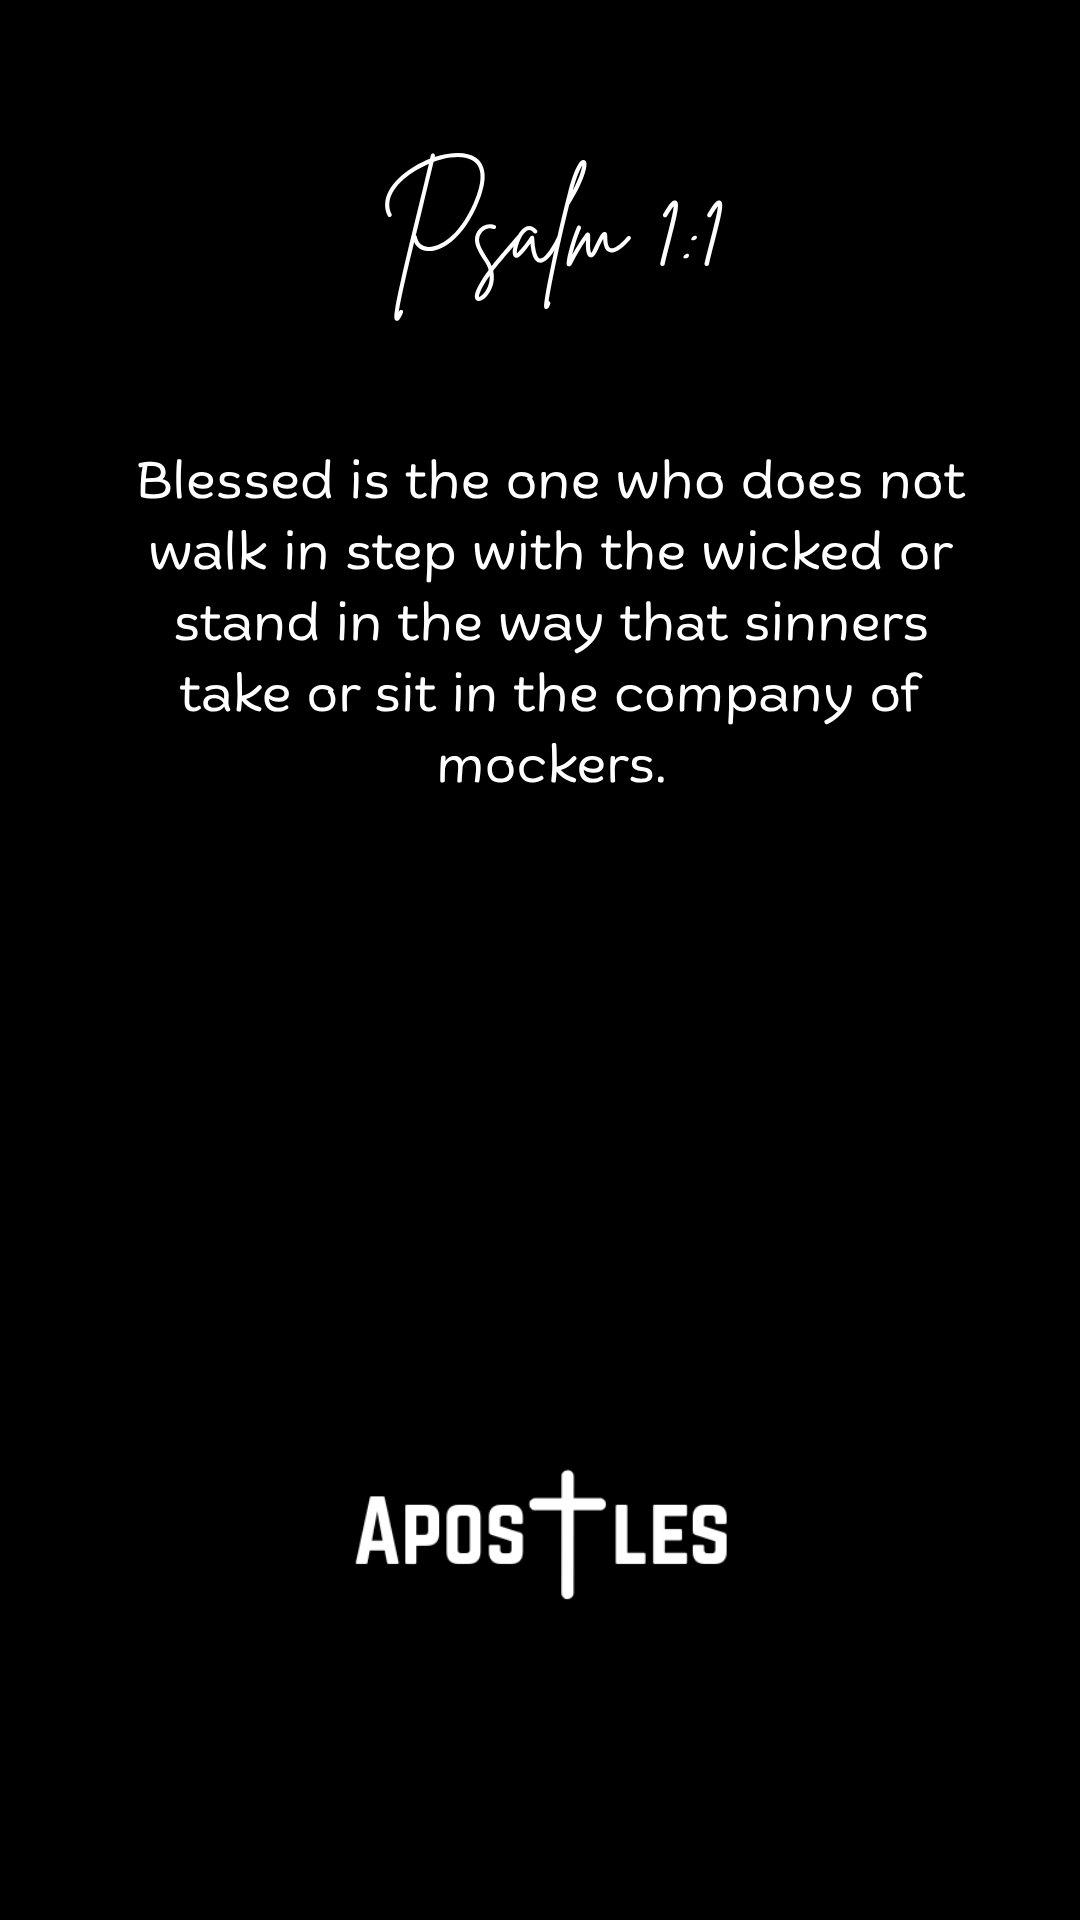 Psalm 1:1
Blessed is the one who does not
walk in step with the wicked or
stand in the way that sinners
take or sit in the company of
mockers.
Apostles